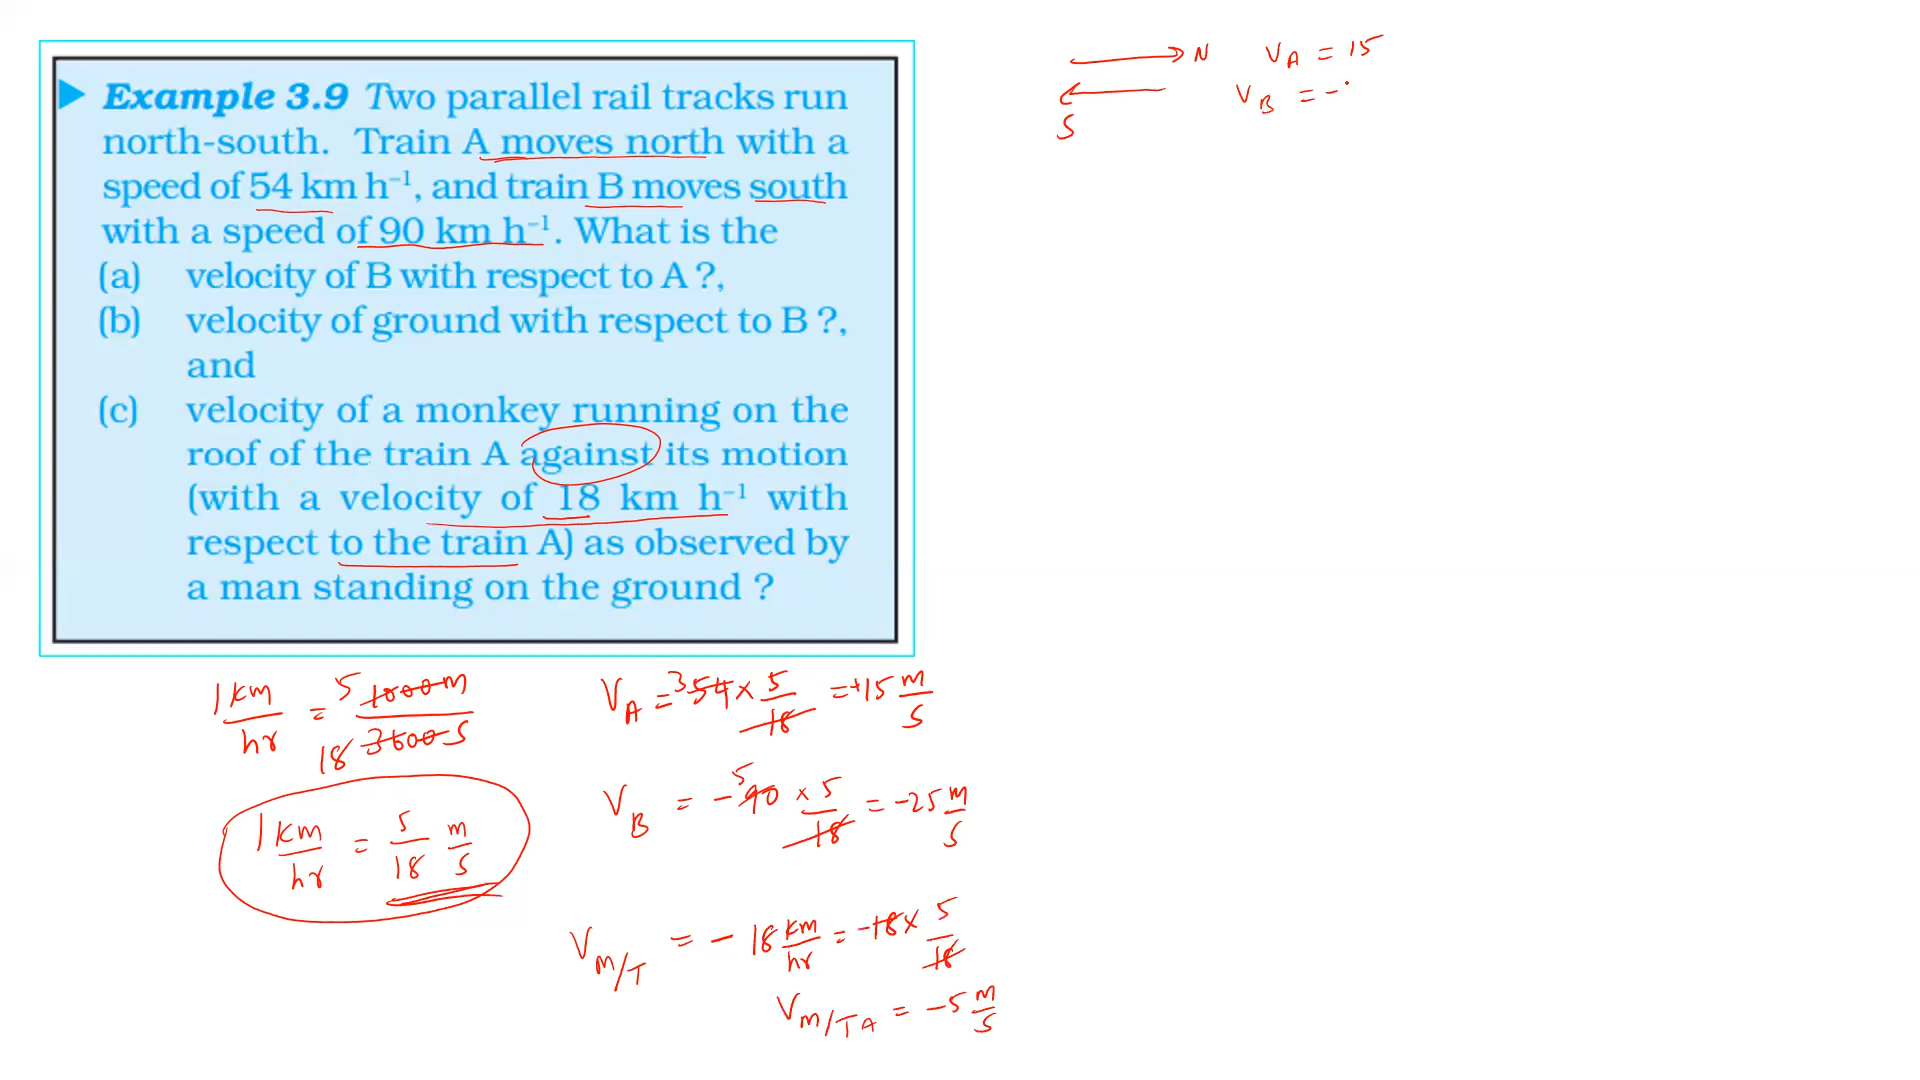 Example 3.9 Two parallel rail tracks run
north-south. Train A moves north with a
speed of 54 km h⁻¹, and train B moves south
with a speed of 90 km h⁻¹. What is the
(a) velocity of B with respect to A ?,
(b) velocity of ground with respect to B ?,
and
(c) velocity of a monkey running on the
roof of the train A against its motion
(with a velocity of 18 km h⁻¹ with
respect to the train A) as observed by
a man standing on the ground ?
1 km/hr = 5 1000 m / 18 3600 s
1 km/hr = 5/18 m/s
V_A = 3 54 × 5/18 = +15 m/s
V_B = - 5 90 × 5/18 = -25 m/s
V_M/T = - 18 km/hr = -18 × 5/18
V_M/TA = -5 m/s
N V_A = 15
S V_B = -